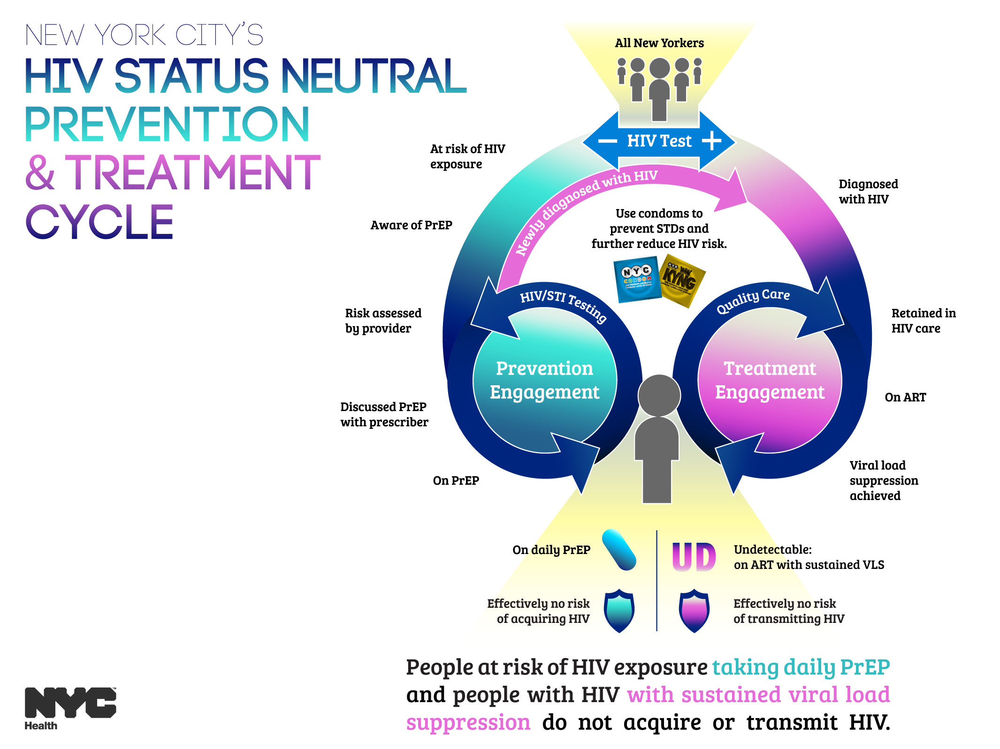 NEW YORK CITY'S
HIV STATUS NEUTRAL
PREVENTION
& TREATMENT
CYCLE
All New Yorkers
− HIV Test +
At risk of HIV
exposure
Aware of PrEP
Risk assessed
by provider
Discussed PrEP
with prescriber
On PrEP
Newly diagnosed with HIV
Diagnosed
with HIV
Retained in
HIV care
On ART
Viral load
suppression
achieved
Use condoms to
prevent STDs and
further reduce HIV risk.
NYC
CONDOM
NYC
KYNG
HIV/STI Testing
Prevention
Engagement
Quality Care
Treatment
Engagement
On daily PrEP
UD
Undetectable:
on ART with sustained VLS
Effectively no risk
of acquiring HIV
Effectively no risk
of transmitting HIV
People at risk of HIV exposure taking daily PrEP
and people with HIV with sustained viral load
suppression do not acquire or transmit HIV.
NYC™
Health